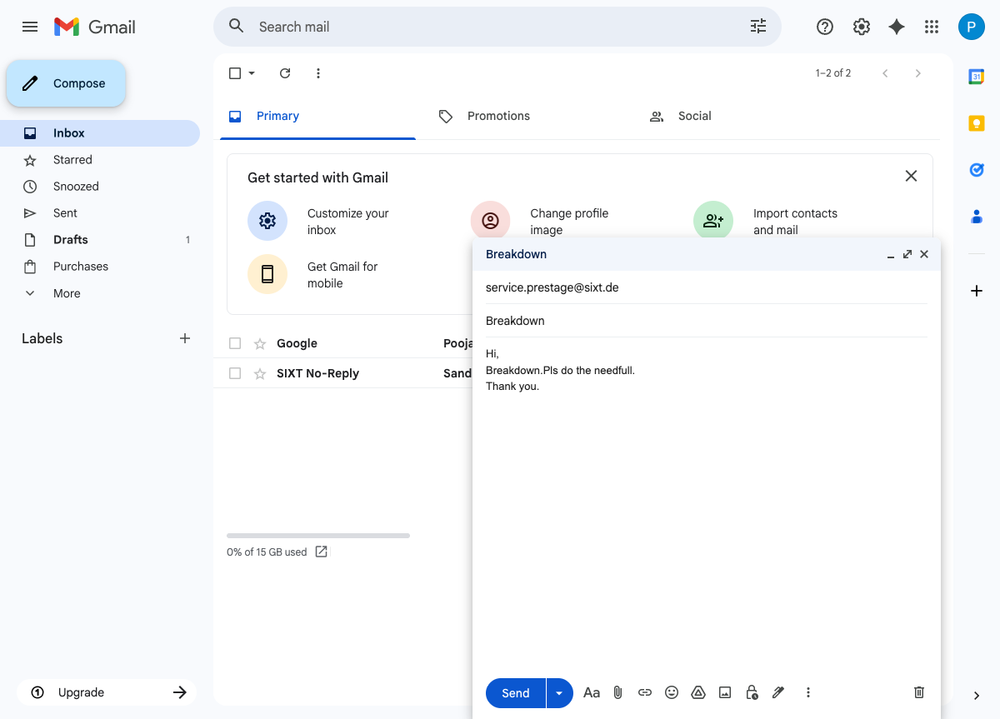 Gmail
Search mail
P
Compose
1–2 of 2
31
Primary
Promotions
Social
Inbox
Starred
Snoozed
Sent
Drafts
1
Purchases
More
Labels
Get started with Gmail
Customize your
inbox
Change profile
image
Import contacts
and mail
Get Gmail for
mobile
Google
Pooja
SIXT No-Reply
Sand
0% of 15 GB used
Breakdown
service.prestage@sixt.de
Breakdown
Hi,
Breakdown.Pls do the needfull.
Thank you.
Send
Aa
1
Upgrade